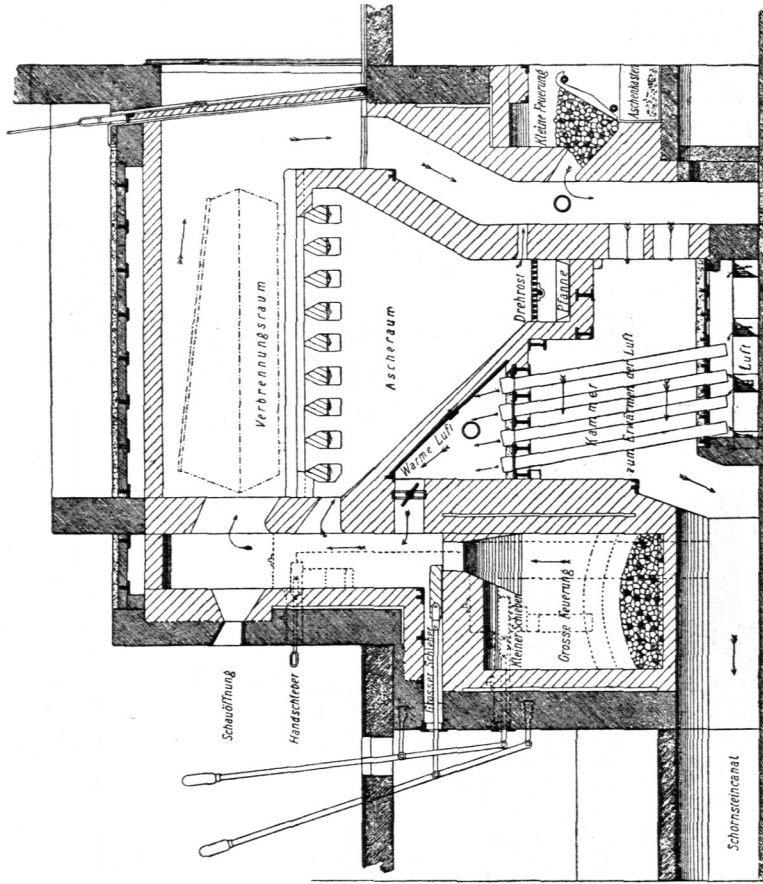 Kleine Feuerung
Aschenkasten
Verbrennungsraum
Ascheraum
Drehrost
Pfanne
Warme Luft
Kammer
zum Erwärmen der Luft
Luft
Schauöffnung
Handschieber
Grosser Schieber
Kleiner Schieber
Grosse Feuerung
Schornsteincanal